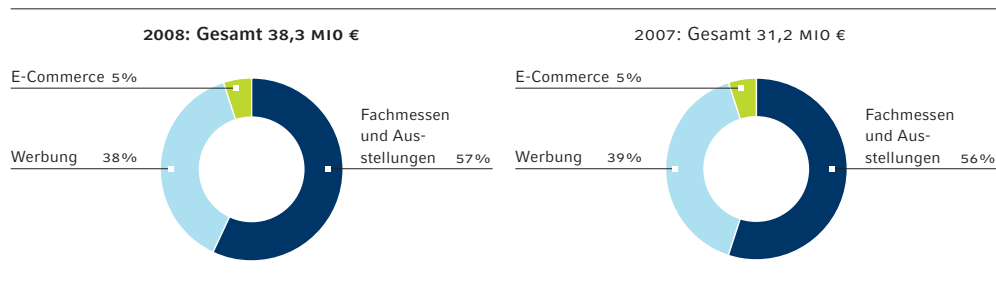 2008: Gesamt 38,3 MIO €
E-Commerce 5%
Fachmessen
und Aus-
stellungen 57%
Werbung 38%
2007: Gesamt 31,2 MIO €
E-Commerce 5%
Fachmessen
und Aus-
stellungen 56%
Werbung 39%